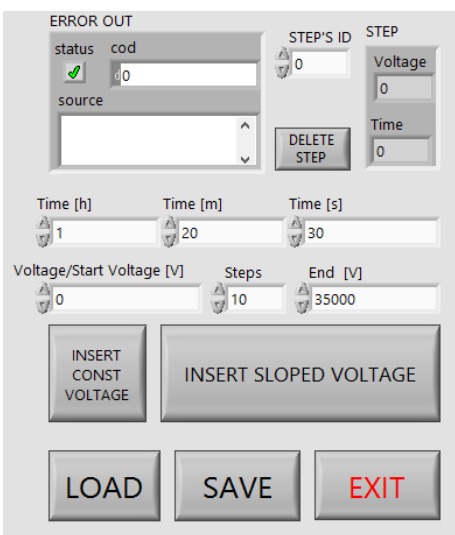 ERROR OUT
status cod
d 0
source
STEP'S ID
0
DELETE
STEP
STEP
Voltage
0
Time
0
Time [h] Time [m] Time [s]
1 20 30
Voltage/Start Voltage [V] Steps End [V]
0 10 35000
INSERT
CONST
VOLTAGE
INSERT SLOPED VOLTAGE
LOAD SAVE EXIT